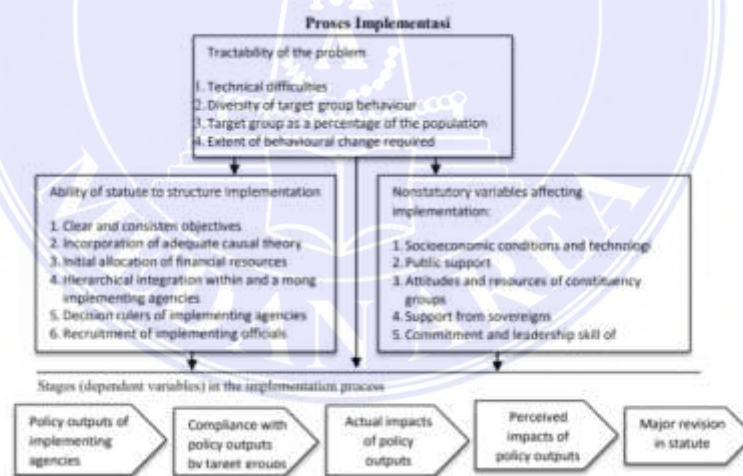 Proses Implementasi
Tractability of the problem
1. Technical difficulties
2. Diversity of target group behaviour
3. Target group as a percentage of the population
4. Extent of behavioural change required
Ability of statute to structure implementation
1. Clear and consisten objectives
2. Incorporation of adequate causal theory
3. Initial allocation of financial resources
4. Hierarchical integration within and a mong
implementing agencies
5. Decision rulers of implementing agencies
6. Recruitment of implementing officials
Nonstatutory variables affecting
implementation:
1. Socioeconomic conditions and technologi
2. Public support
3. Attitudes and resources of constituency
groups
4. Support from sovereigns
5. Commitment and leadership skill of
Stages (dependent variables) in the implementation process
Policy outputs of
implementing
agencies
Compliance with
policy outputs
by target groups
Actual impacts
of policy
outputs
Perceived
impacts of
policy outputs
Major revision
in statute
MEDAN AREA